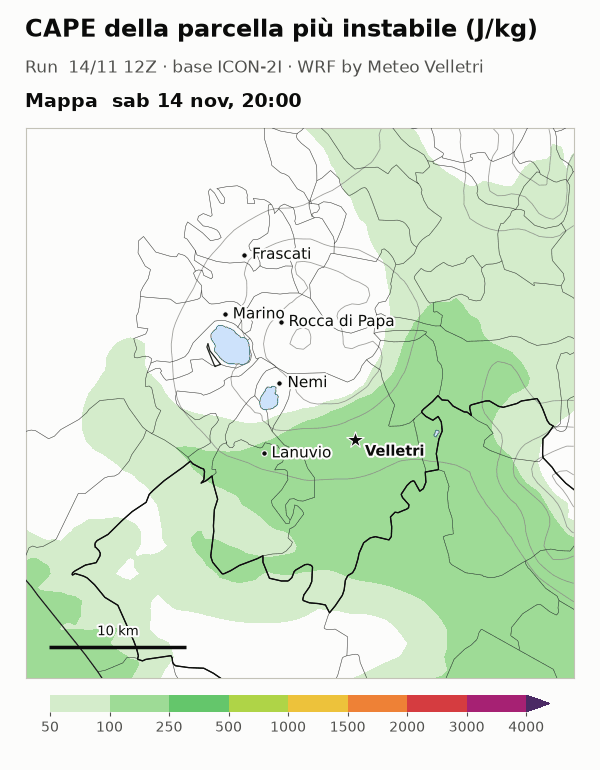 CAPE della parcella più instabile (J/kg)
Run  14/11 12Z · base ICON-2I · WRF by Meteo Velletri
Mappa  sab 14 nov, 20:00
Frascati
Marino
Rocca di Papa
Nemi
Velletri
Lanuvio
10 km
50 100 250 500 1000 1500 2000 3000 4000